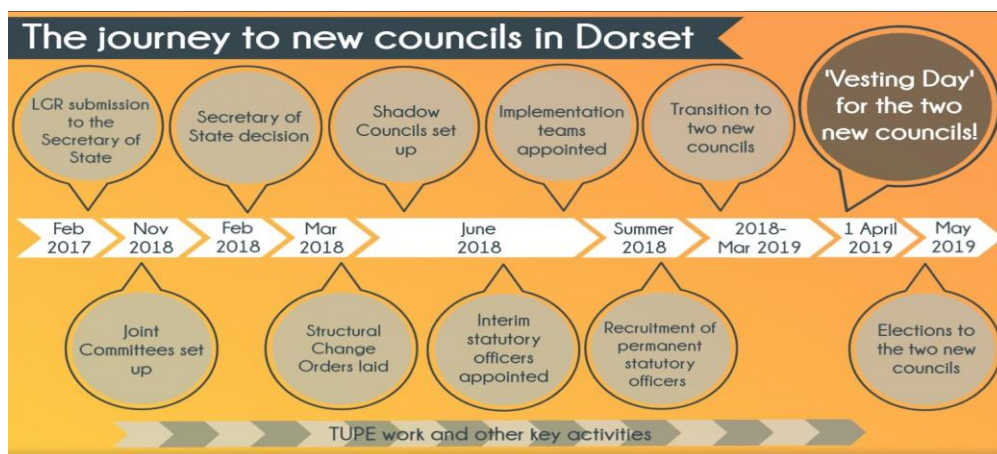 The journey to new councils in Dorset
LGR submission
to the
Secretary of
State
Secretary of
State decision
Shadow
Councils set
up
Implementation
teams
appointed
Transition to
two new
councils
'Vesting Day'
for the two
new councils!
Feb
2017
Nov
2018
Feb
2018
Mar
2018
June
2018
Summer
2018
2018-
Mar 2019
1 April
2019
May
2019
Joint
Committees set
up
Structural
Change
Orders laid
Interim
statutory
officers
appointed
Recruitment of
permanent
statutory
officers
Elections to
the two new
councils
TUPE work and other key activities